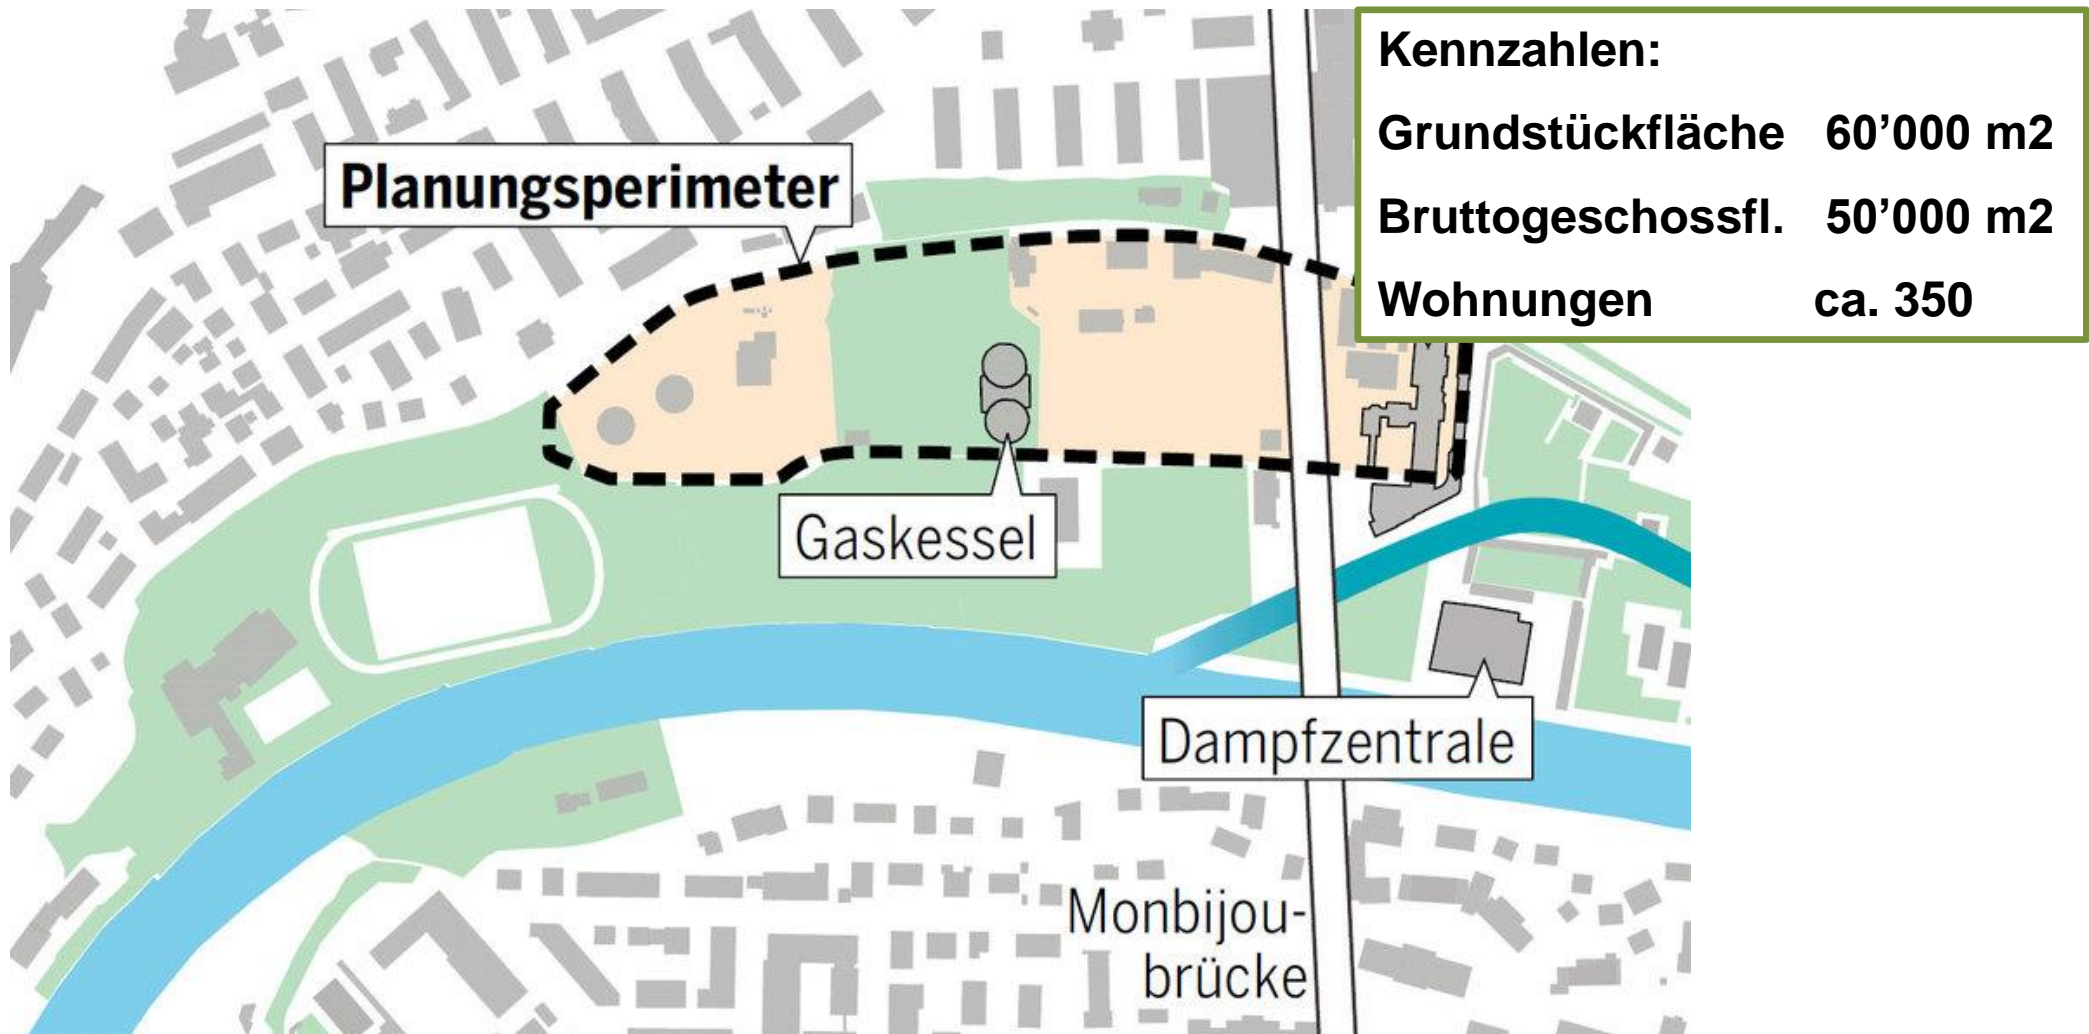 Kennzahlen:
Grundstückfläche 60’000 m2
Bruttogeschossfl. 50’000 m2
Wohnungen ca. 350
Planungsperimeter
Gaskessel
Dampfzentrale
Monbijou-
brücke